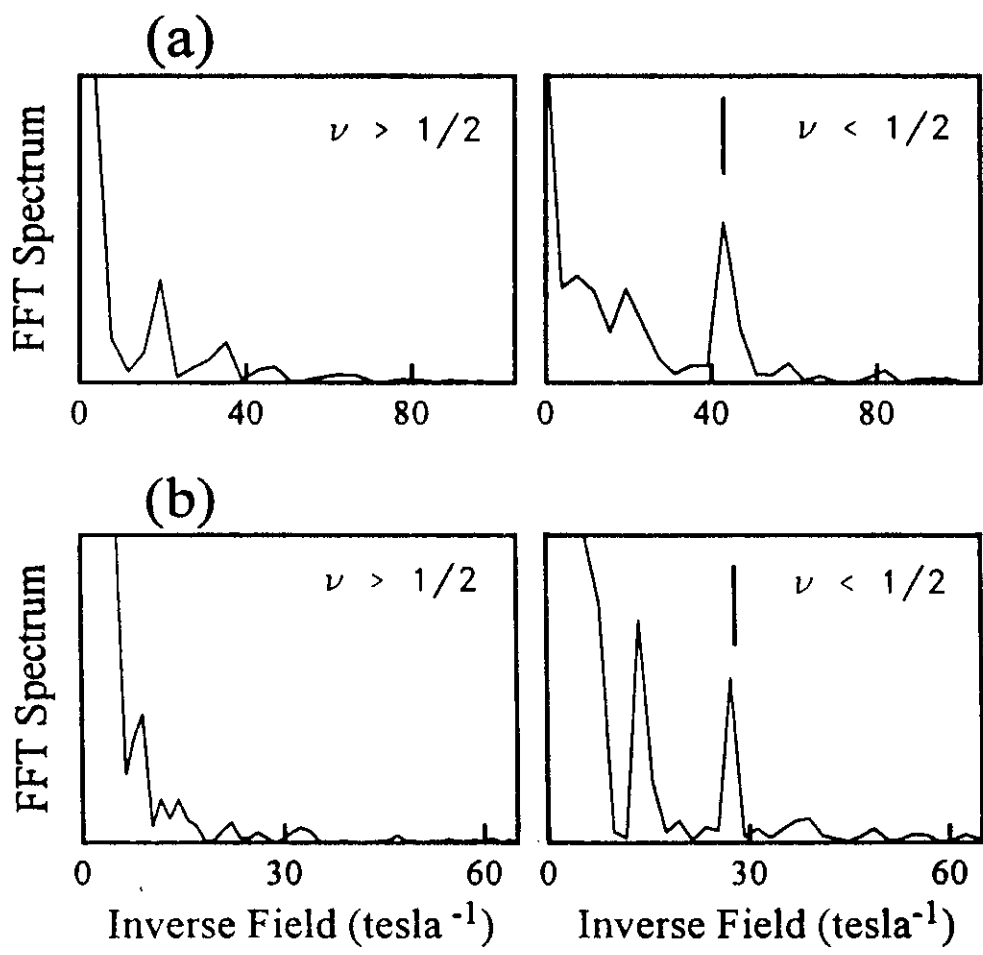 (a)
FFT Spectrum
ν > 1/2
ν < 1/2
0 40 80
0 40 80
(b)
FFT Spectrum
ν > 1/2
ν < 1/2
0 30 60
0 30 60
Inverse Field (tesla⁻¹)
Inverse Field (tesla⁻¹)